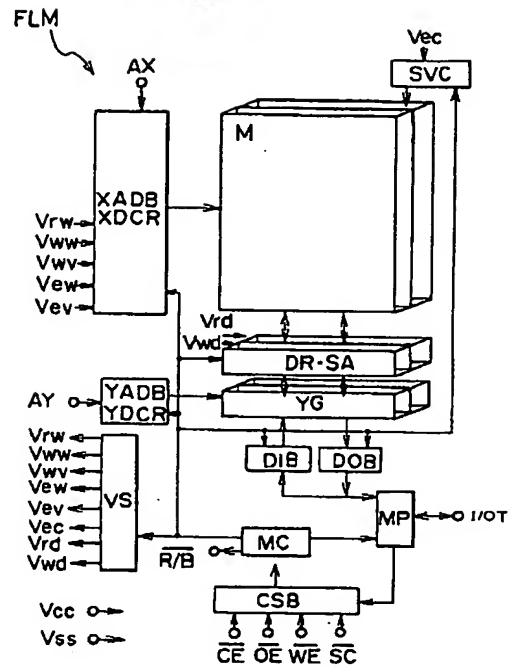 FLM
AX
Vec
SVC
M
XADB
XDCR
Vrw
Vww
Vwv
Vew
Vev
Vrd
Vwd
DR-SA
AY
YADB
YDCR
YG
DIB
DOB
Vrw
Vww
Vwv
Vew
Vev
Vec
Vrd
Vwd
VS
MP
I/OT
R/B
MC
CSB
Vcc
Vss
CE OE WE SC